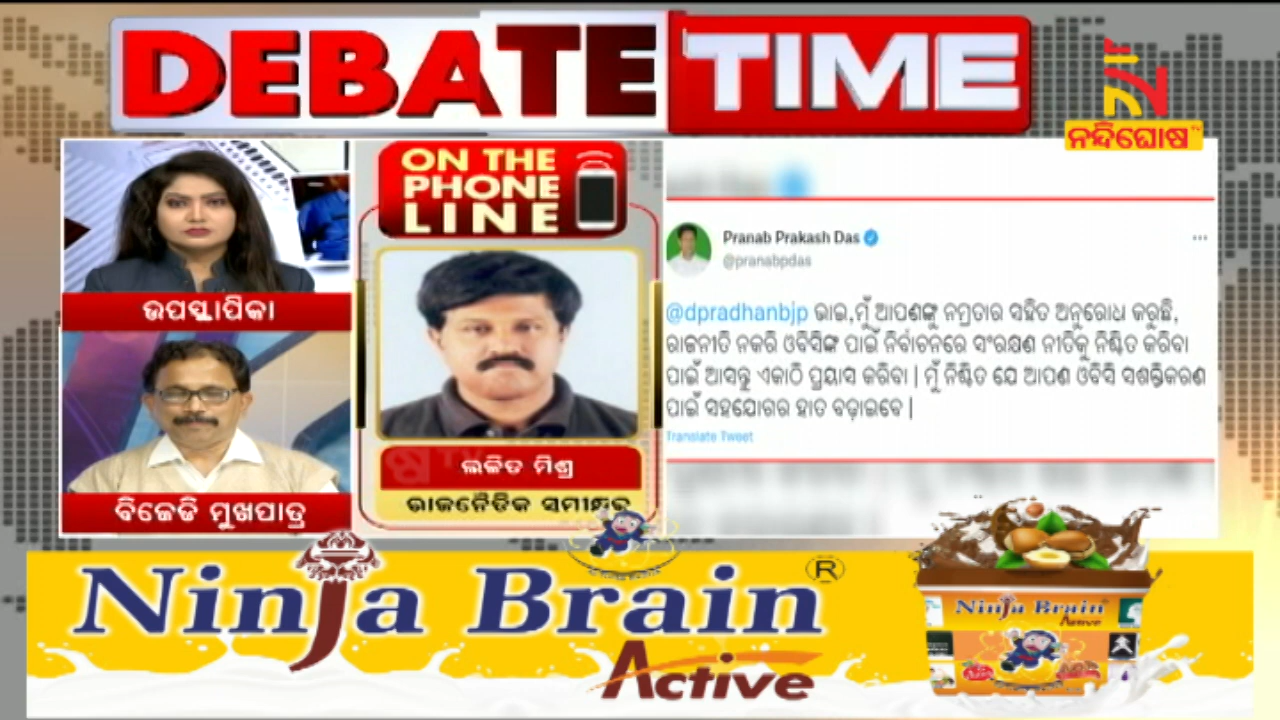 DEBATE TIME
ନନ୍ଦିଘୋଷ TV
ଉପସ୍ଥାପିକା
ବିଜେଡି ମୁଖପାତ୍ର
ON THE
PHONE
LINE
ଲଳିତ ମିଶ୍ର
ରାଜନୈତିକ ସମୀକ୍ଷକ
Pranab Prakash Das
@pranabpdas
@dpradhanbjp ଭାଇ,ମୁଁ ଆପଣଙ୍କୁ ନମ୍ରତାର ସହିତ ଅନୁରୋଧ କରୁଛି,
ରାଜନୀତି ନକରି ଓବିସିଙ୍କ ପାଇଁ ନିର୍ବାଚନରେ ସଂରକ୍ଷଣ ନୀତିକୁ ନିଶ୍ଚିତ କରିବା
ପାଇଁ ଆସନ୍ତୁ ଏକାଠି ପ୍ରୟାସ କରିବା | ମୁଁ ନିଶ୍ଚିତ ଯେ ଆପଣ ଓବିସି ସଶକ୍ତିକରଣ
ପାଇଁ ସହଯୋଗର ହାତ ବଢ଼ାଇବେ |
Translate Tweet
Ninja Brain ®
Active
Ninja Brain
Active